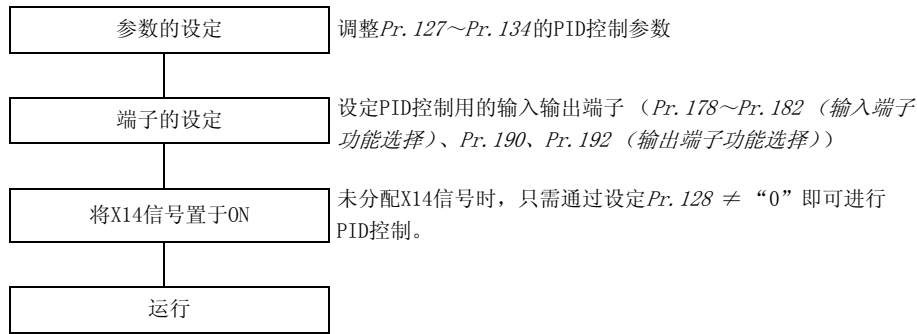 参数的设定
调整Pr.127～Pr.134的PID控制参数
端子的设定
设定PID控制用的输入输出端子（Pr.178～Pr.182（输入端子
功能选择）、Pr.190、Pr.192（输出端子功能选择））
将X14信号置于ON
未分配X14信号时，只需通过设定Pr.128 ≠ “0”即可进行
PID控制。
运行